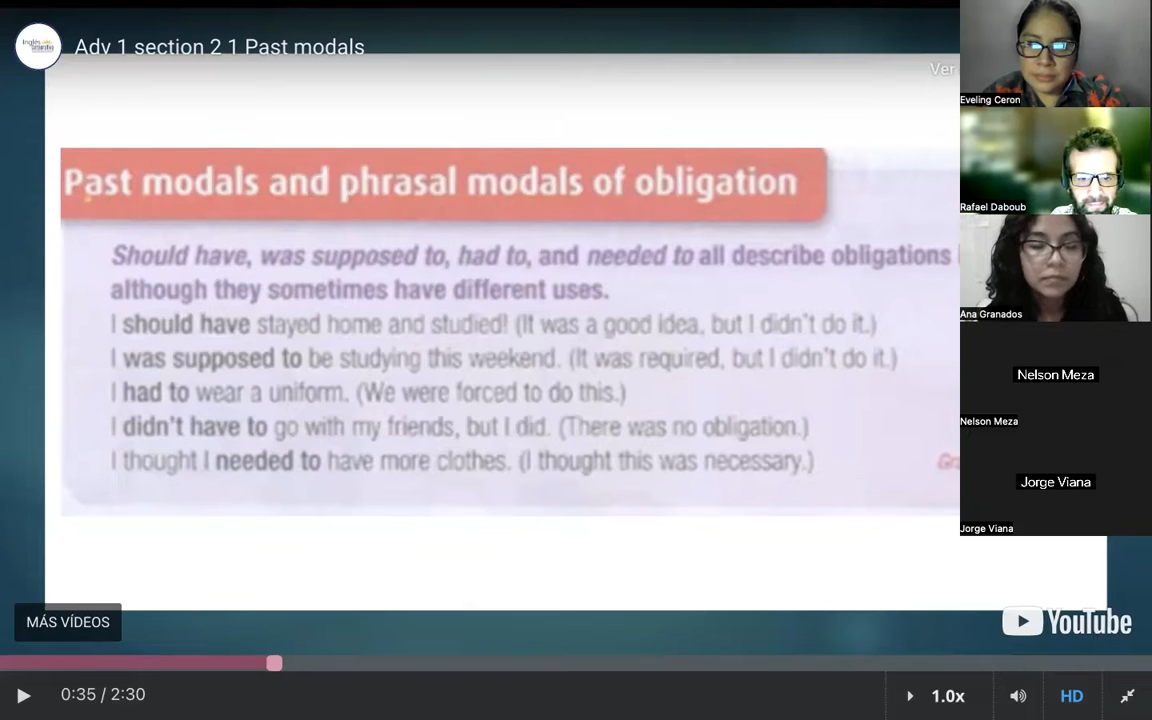 Adv 1 section 2 1 Past modals
Ver
Past modals and phrasal modals of obligation
Should have, was supposed to, had to, and needed to all describe obligations
although they sometimes have different uses.
I should have stayed home and studied! (It was a good idea, but I didn't do it.)
I was supposed to be studying this weekend. (It was required, but I didn't do it.)
I had to wear a uniform. (We were forced to do this.)
I didn't have to go with my friends, but I did. (There was no obligation.)
I thought I needed to have more clothes. (I thought this was necessary.)
Eveling Ceron
Rafael Daboub
Ana Granados
Nelson Meza
Nelson Meza
Jorge Viana
Jorge Viana
MÁS VÍDEOS
YouTube
0:35 / 2:30
1.0x
HD